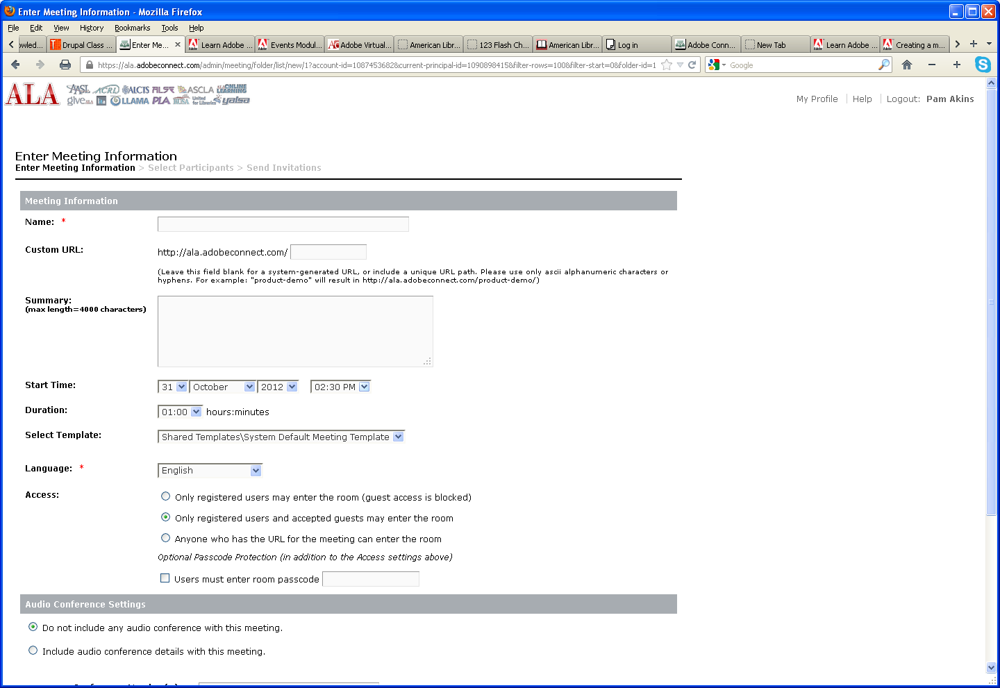 Enter Meeting Information - Mozilla Firefox
File Edit View History Bookmarks Tools Help
Drupal Class ... Enter Me... Learn Adobe ... Events Modul... Adobe Virtual... American Libr... 123 Flash Ch... American Libr... Log in Adobe Conn... New Tab Learn Adobe ... Creating a m...
https://ala.adobeconnect.com/admin/meeting/folder/list/new/1?account-id=1087453682&current-principal-id=1090898415&filter-rows=100&filter-start=0&folder-id=1 Google
ALA AASL ACRL ALCTS ASCLA ALA ONLINE LEARNING
give ALA LLAMA PLA RUSA United for Libraries yalsa
My Profile Help Logout: Pam Akins
Enter Meeting Information
Enter Meeting Information > Select Participants > Send Invitations
Meeting Information
Name: *
Custom URL: http://ala.adobeconnect.com/
(Leave this field blank for a system-generated URL, or include a unique URL path. Please use only ascii alphanumeric characters or
hyphens. For example: "product-demo" will result in http://ala.adobeconnect.com/product-demo/)
Summary:
(max length=4000 characters)
Start Time: 31 October 2012 02:30 PM
Duration: 01:00 hours:minutes
Select Template: Shared Templates\System Default Meeting Template
Language: * English
Access: Only registered users may enter the room (guest access is blocked)
Only registered users and accepted guests may enter the room
Anyone who has the URL for the meeting can enter the room
Optional Passcode Protection (in addition to the Access settings above)
Users must enter room passcode
Audio Conference Settings
Do not include any audio conference with this meeting.
Include audio conference details with this meeting.